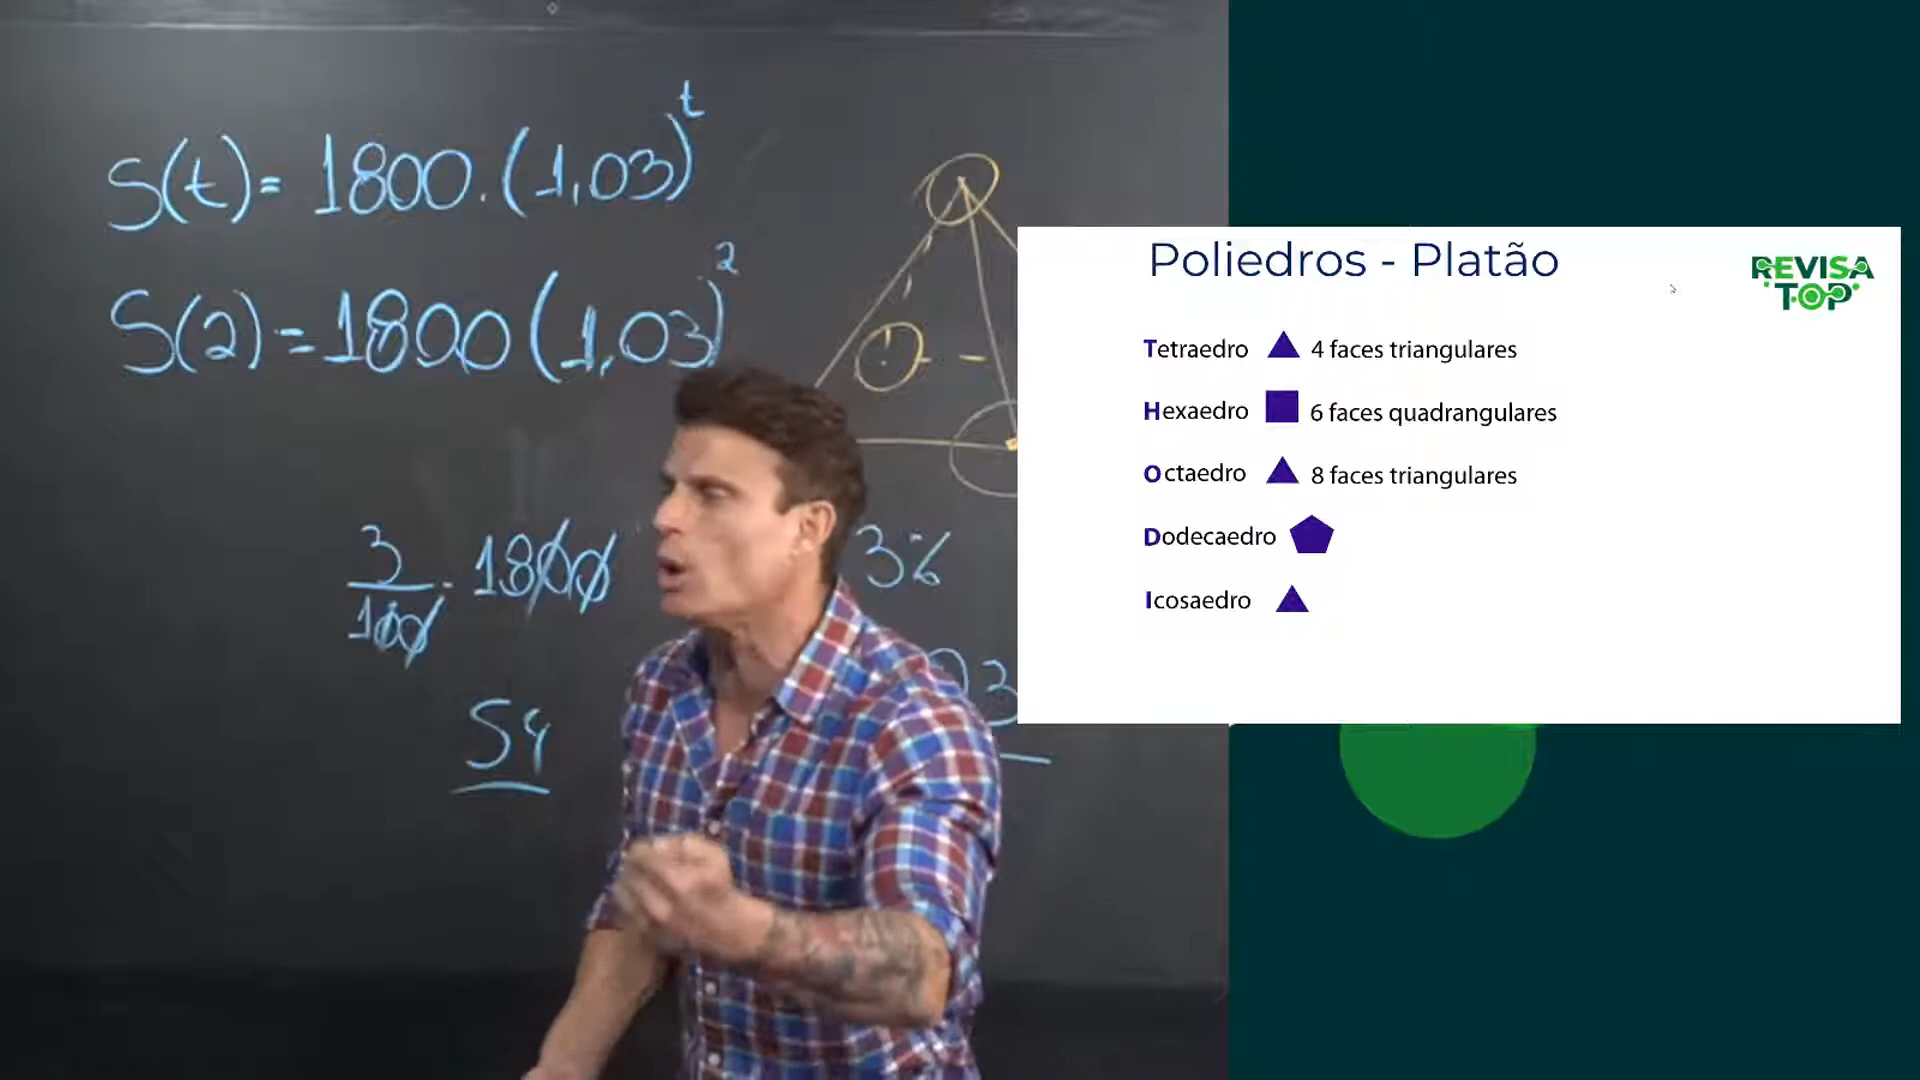 S(t) = 1800.(1,03)^t
S(2) = 1800(1,03)^2
3/100 · 1800
3%
54
Poliedros - Platão
REVISA
TOP
Tetraedro 4 faces triangulares
Hexaedro 6 faces quadrangulares
Octaedro 8 faces triangulares
Dodecaedro
Icosaedro